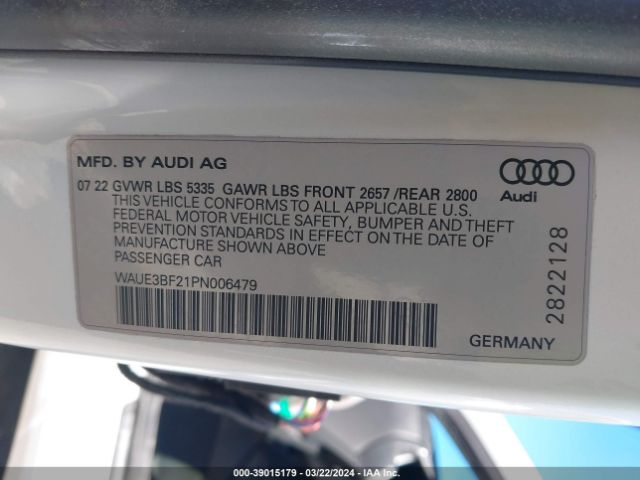 MFD. BY AUDI AG
07 22 GVWR LBS 5335 GAWR LBS FRONT 2657 /REAR 2800
THIS VEHICLE CONFORMS TO ALL APPLICABLE U.S.
FEDERAL MOTOR VEHICLE SAFETY, BUMPER AND THEFT
PREVENTION STANDARDS IN EFFECT ON THE DATE OF
MANUFACTURE SHOWN ABOVE
PASSENGER CAR
WAUE3BF21PN006479
Audi
2822128
GERMANY
000-39015179 - 03/22/2024 - IAA Inc.